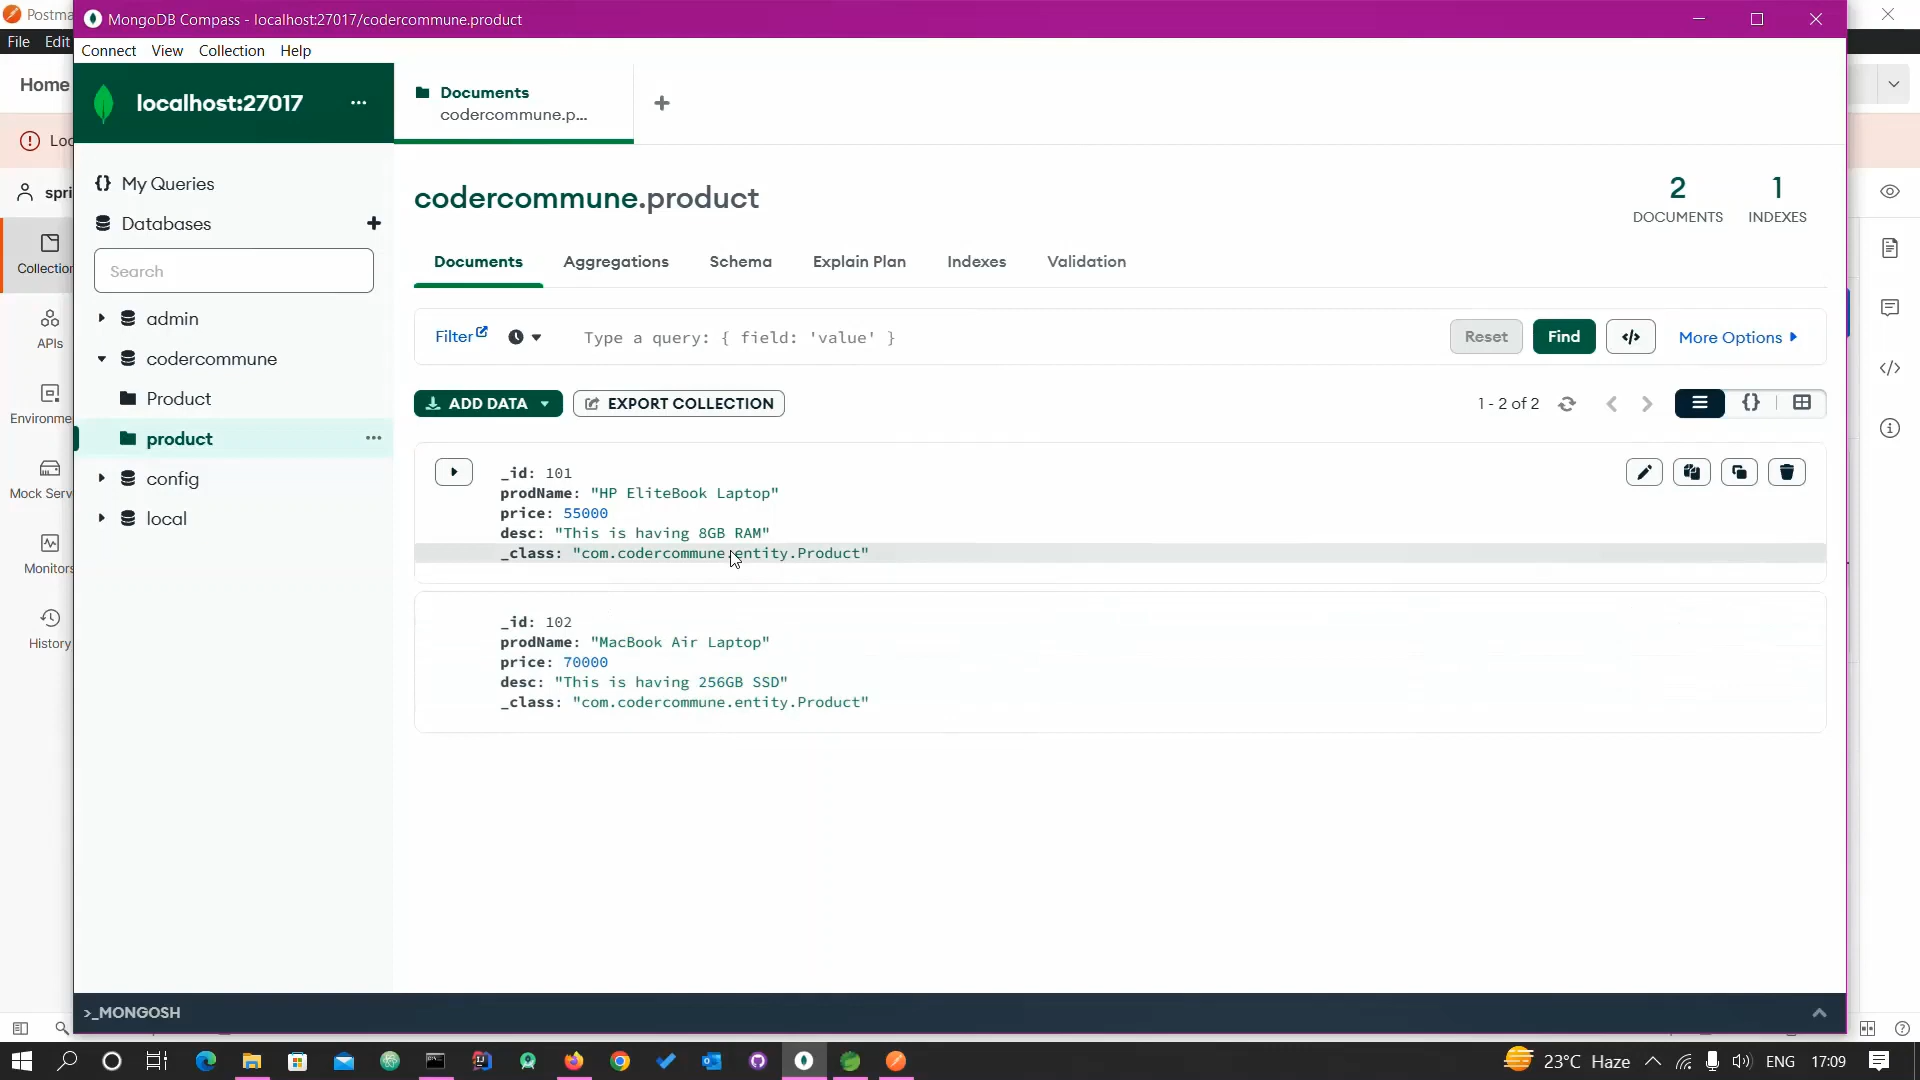 Postma
MongoDB Compass - localhost:27017/codercommune.product
File Edit
Connect View Collection Help
Home
localhost:27017
Documents
codercommune.p...
Loc
spri
My Queries
Databases
Search
admin
codercommune
Product
product
config
local
Collection
APIs
Environme
Mock Serv
Monitors
History
codercommune.product
2
DOCUMENTS
1
INDEXES
Documents Aggregations Schema Explain Plan Indexes Validation
Filter Type a query: { field: 'value' } Reset Find </> More Options
ADD DATA EXPORT COLLECTION 1 - 2 of 2 {}
_id: 101
prodName: "HP EliteBook Laptop"
price: 55000
desc: "This is having 8GB RAM"
_class: "com.codercommune.entity.Product"
_id: 102
prodName: "MacBook Air Laptop"
price: 70000
desc: "This is having 256GB SSD"
_class: "com.codercommune.entity.Product"
>_MONGOSH
23°C Haze ENG 17:09